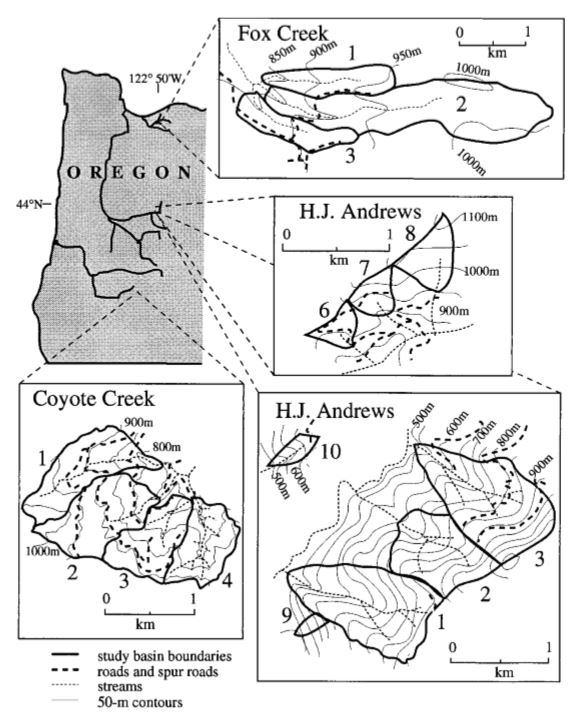 Fox Creek
850m
900m
1
950m
0
1
km
1000m
2
1000m
3
122° 50'W
OREGON
44°N
H.J. Andrews
0
1
km
8
1100m
7
1000m
6
900m
Coyote Creek
900m
1
800m
1000m
2
3
4
0
1
km
H.J. Andrews
10
500m
600m
500m
600m
700m
800m
900m
3
2
1
9
0
1
km
study basin boundaries
roads and spur roads
streams
50-m contours